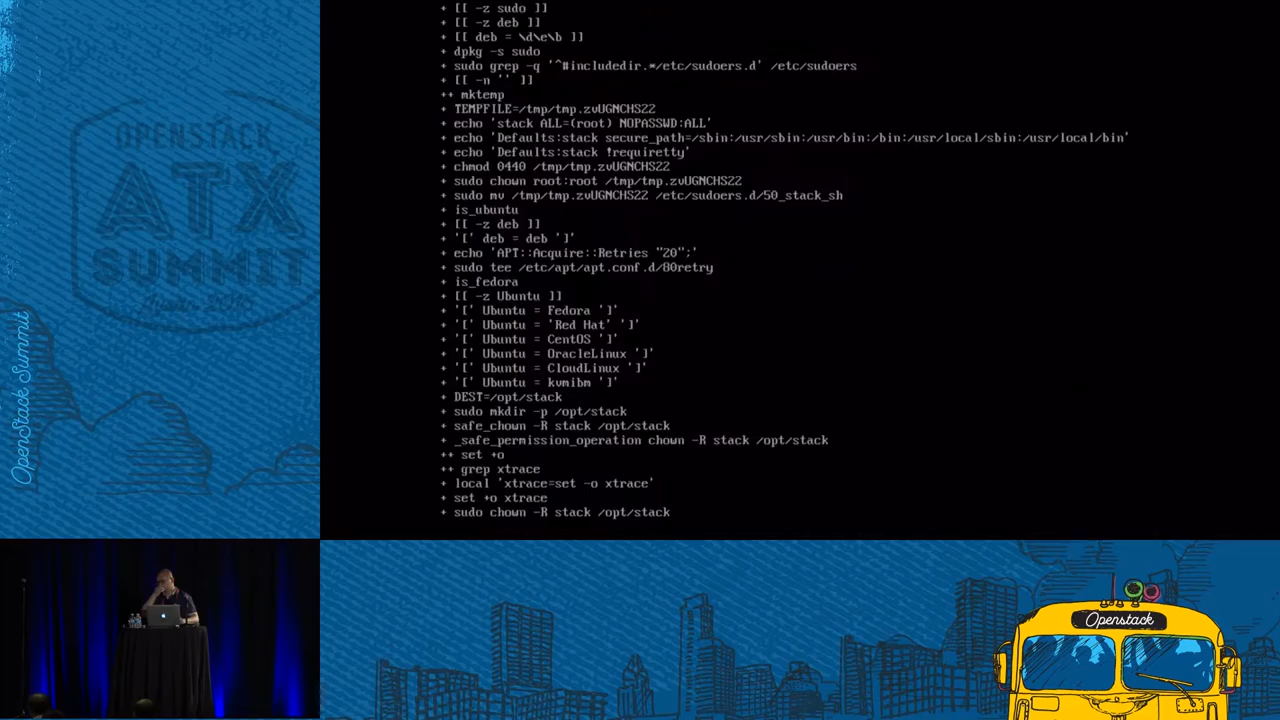 + [[ -z sudo ]]
+ [[ -z deb ]]
+ [[ deb = \d\e\b ]]
+ dpkg -s sudo
+ sudo grep -q '^#includedir.*/etc/sudoers.d' /etc/sudoers
+ [[ -n '' ]]
++ mktemp
+ TEMPFILE=/tmp/tmp.zvUGNCHS22
+ echo 'stack ALL=(root) NOPASSWD:ALL'
+ echo 'Defaults:stack secure_path=/sbin:/usr/sbin:/usr/bin:/bin:/usr/local/sbin:/usr/local/bin'
+ echo 'Defaults:stack !requiretty'
+ chmod 0440 /tmp/tmp.zvUGNCHS22
+ sudo chown root:root /tmp/tmp.zvUGNCHS22
+ sudo mv /tmp/tmp.zvUGNCHS22 /etc/sudoers.d/50_stack_sh
+ is_ubuntu
+ [[ -z deb ]]
+ '[' deb = deb ']'
+ echo 'APT::Acquire::Retries "20";'
+ sudo tee /etc/apt/apt.conf.d/80retry
+ is_fedora
+ [[ -z Ubuntu ]]
+ '[' Ubuntu = Fedora ']'
+ '[' Ubuntu = 'Red Hat' ']'
+ '[' Ubuntu = CentOS ']'
+ '[' Ubuntu = OracleLinux ']'
+ '[' Ubuntu = CloudLinux ']'
+ '[' Ubuntu = kvmibm ']'
+ DEST=/opt/stack
+ sudo mkdir -p /opt/stack
+ safe_chown -R stack /opt/stack
+ _safe_permission_operation chown -R stack /opt/stack
++ set +o
++ grep xtrace
+ local 'xtrace=set -o xtrace'
+ set +o xtrace
+ sudo chown -R stack /opt/stack
OPENSTACK
ATX
SUMMIT
Austin 2016
OpenStack Summit
Openstack